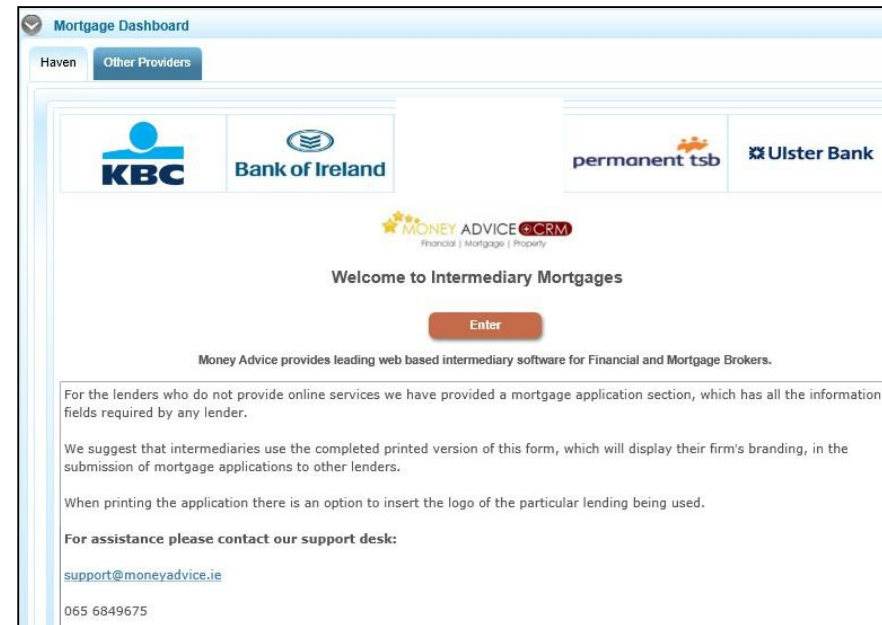 Mortgage Dashboard
Haven
Other Providers
KBC
Bank of Ireland
permanent tsb
Ulster Bank
MONEY ADVICE + CRM
Financial | Mortgage | Property
Welcome to Intermediary Mortgages
Enter
Money Advice provides leading web based intermediary software for Financial and Mortgage Brokers.
For the lenders who do not provide online services we have provided a mortgage application section, which has all the information
fields required by any lender.
We suggest that intermediaries use the completed printed version of this form, which will display their firm's branding, in the
submission of mortgage applications to other lenders.
When printing the application there is an option to insert the logo of the particular lending being used.
For assistance please contact our support desk:
support@moneyadvice.ie
065 6849675